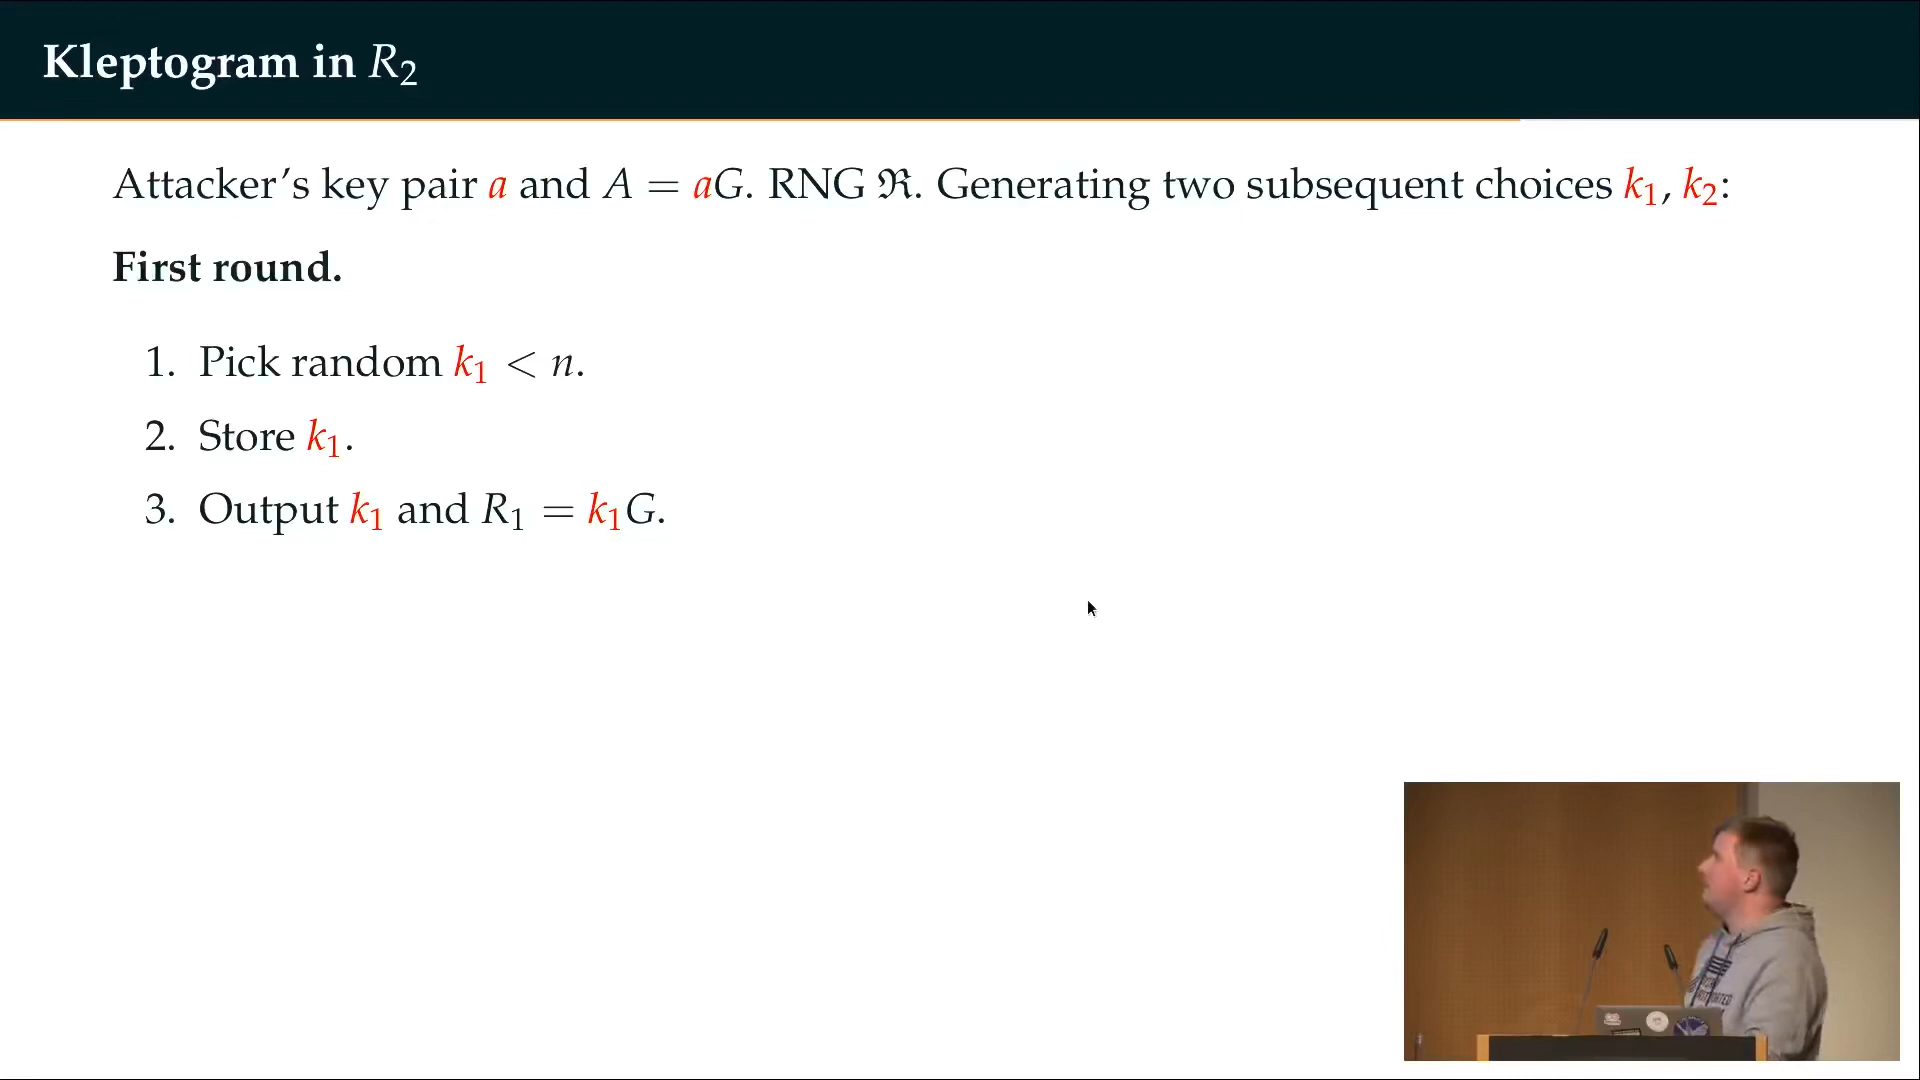 Kleptogram in R₂
Attacker's key pair a and A = aG. RNG ℜ. Generating two subsequent choices k₁, k₂:
First round.
1. Pick random k₁ < n.
2. Store k₁.
3. Output k₁ and R₁ = k₁G.